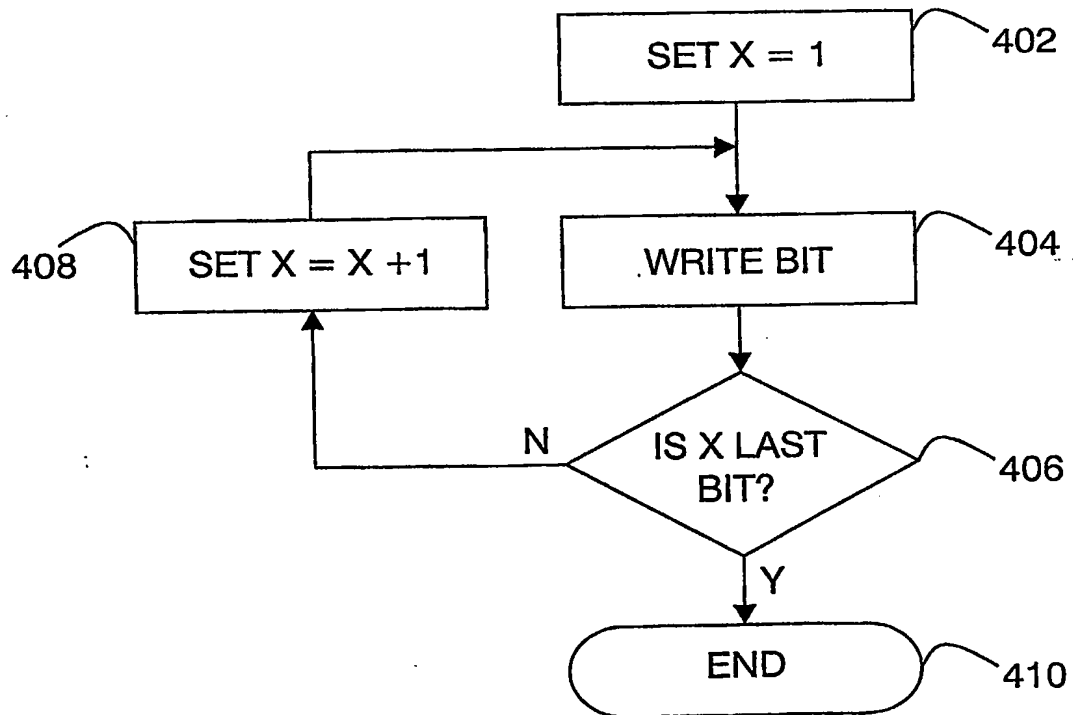 SET X = 1
402
408
SET X = X +1
WRITE BIT
404
N
IS X LAST
BIT?
406
Y
END
410